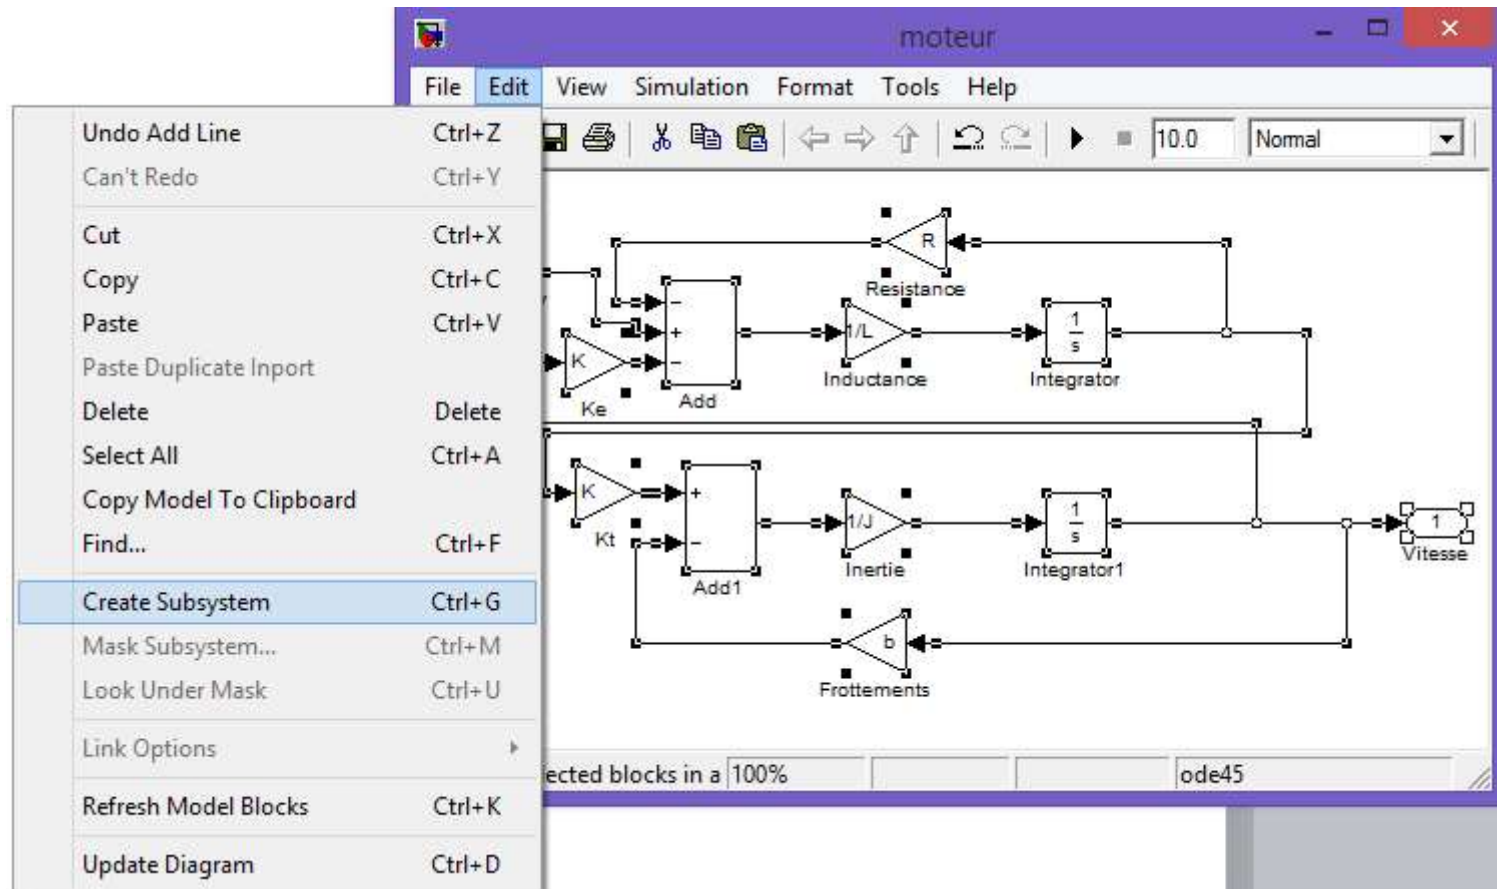 moteur
File Edit View Simulation Format Tools Help
10.0 Normal
Undo Add Line Ctrl+Z
Can't Redo Ctrl+Y
Cut Ctrl+X
Copy Ctrl+C
Paste Ctrl+V
Paste Duplicate Inport
Delete Delete
Select All Ctrl+A
Copy Model To Clipboard
Find... Ctrl+F
Create Subsystem Ctrl+G
Mask Subsystem... Ctrl+M
Look Under Mask Ctrl+U
Link Options
Refresh Model Blocks Ctrl+K
Update Diagram Ctrl+D
R
Resistance
−
+
−
Add
K
Ke
1/L
Inductance
1
s
Integrator
K
Kt
+
−
Add1
1/J
Inertie
1
s
Integrator1
1
Vitesse
b
Frottements
ected blocks in a 100% ode45